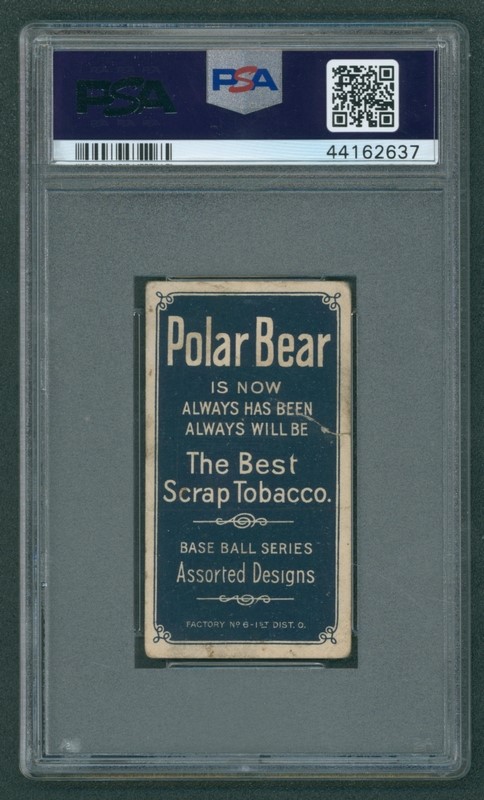 PSA
PSA
44162637
Polar Bear
IS NOW
ALWAYS HAS BEEN
ALWAYS WILL BE
The Best
Scrap Tobacco.
BASE BALL SERIES
Assorted Designs
FACTORY Nº 6-1ST DIST. O.